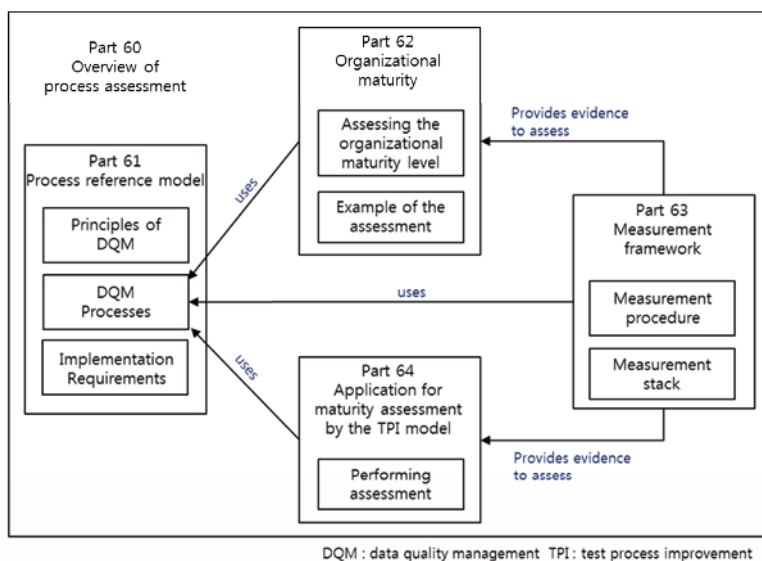 Part 60
Overview of
process assessment
Part 62
Organizational
maturity
Assessing the
organizational
maturity level
Example of the
assessment
Provides evidence
to assess
Part 61
Process reference model
Principles of
DQM
DQM
Processes
Implementation
Requirements
uses
uses
uses
Part 63
Measurement
framework
Measurement
procedure
Measurement
stack
Part 64
Application for
maturity assessment
by the TPI model
Performing
assessment
Provides evidence
to assess
DQM : data quality management TPI : test process improvement